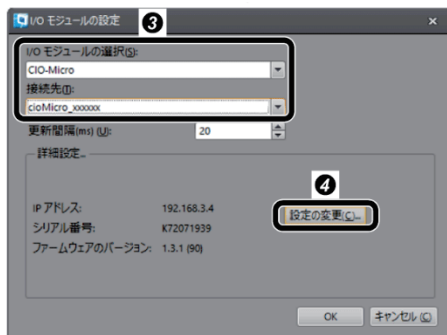 I/O モジュールの設定
❸
I/O モジュールの選択(S):
CIO-Micro
接続先(I):
cioMicro_xxxxxx
更新間隔(ms) (U):
20
詳細設定...
❹
IP アドレス: 192.168.3.4
設定の変更(C)...
シリアル番号: K72071939
ファームウェアのバージョン: 1.3.1 (90)
OK キャンセル (C)